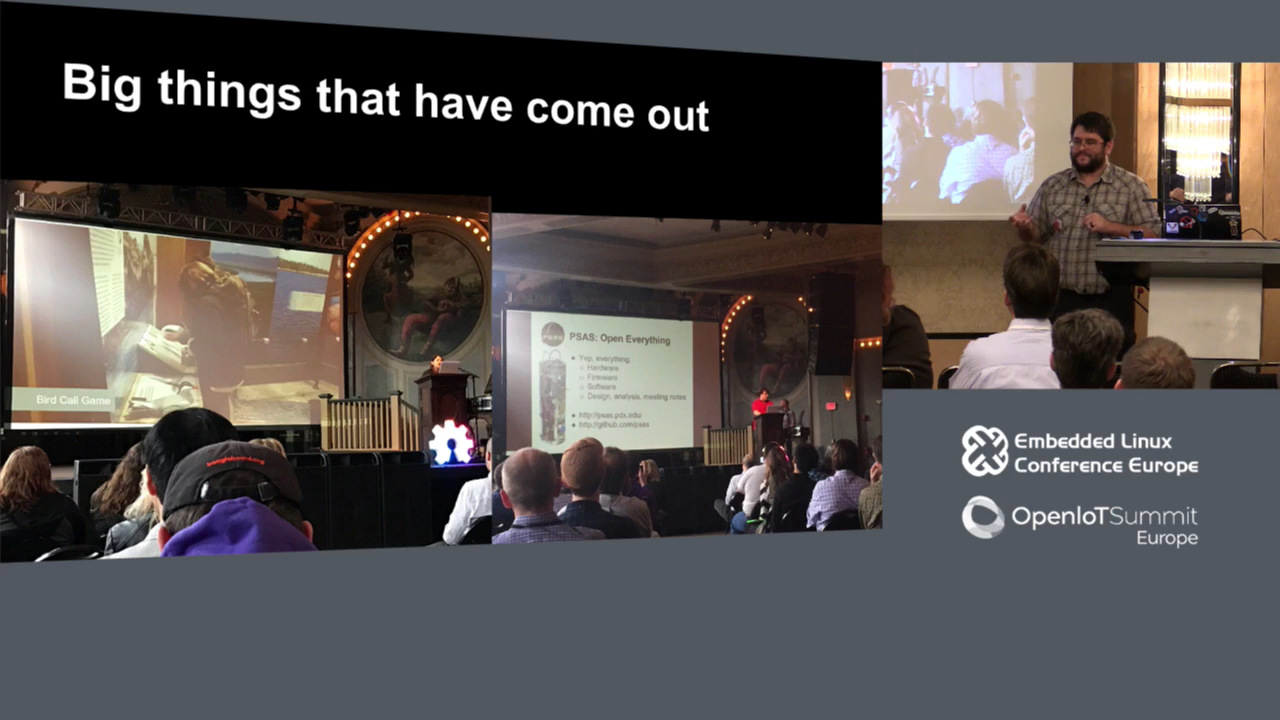 Big things that have come out
Bird Call Game
PSAS: Open Everything
Yep, everything.
Hardware
Firmware
Software
Design, analysis, meeting notes
http://psas.pdx.edu/
http://github.com/psas
Embedded Linux
Conference Europe
OpenIoTSummit
Europe